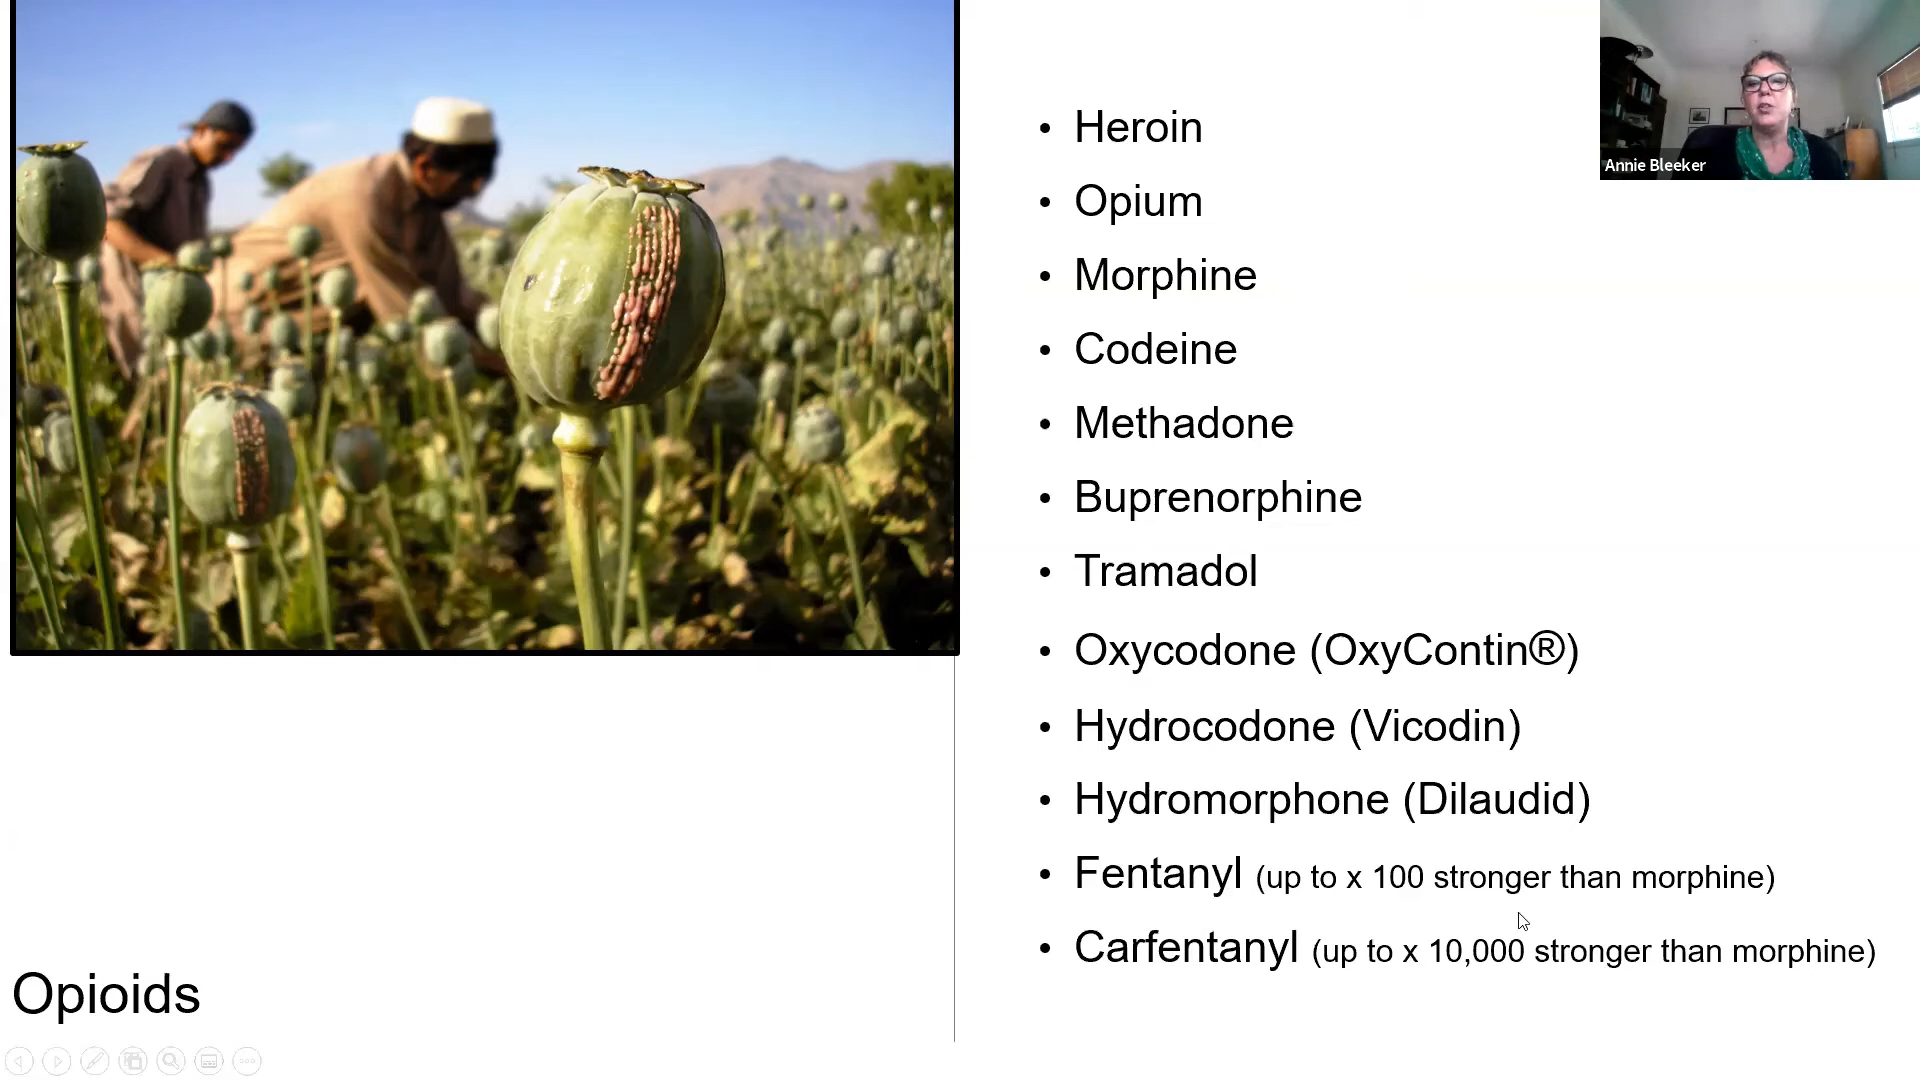 Annie Bleeker
• Heroin
• Opium
• Morphine
• Codeine
• Methadone
• Buprenorphine
• Tramadol
• Oxycodone (OxyContin®)
• Hydrocodone (Vicodin)
• Hydromorphone (Dilaudid)
• Fentanyl (up to x 100 stronger than morphine)
• Carfentanyl (up to x 10,000 stronger than morphine)
Opioids